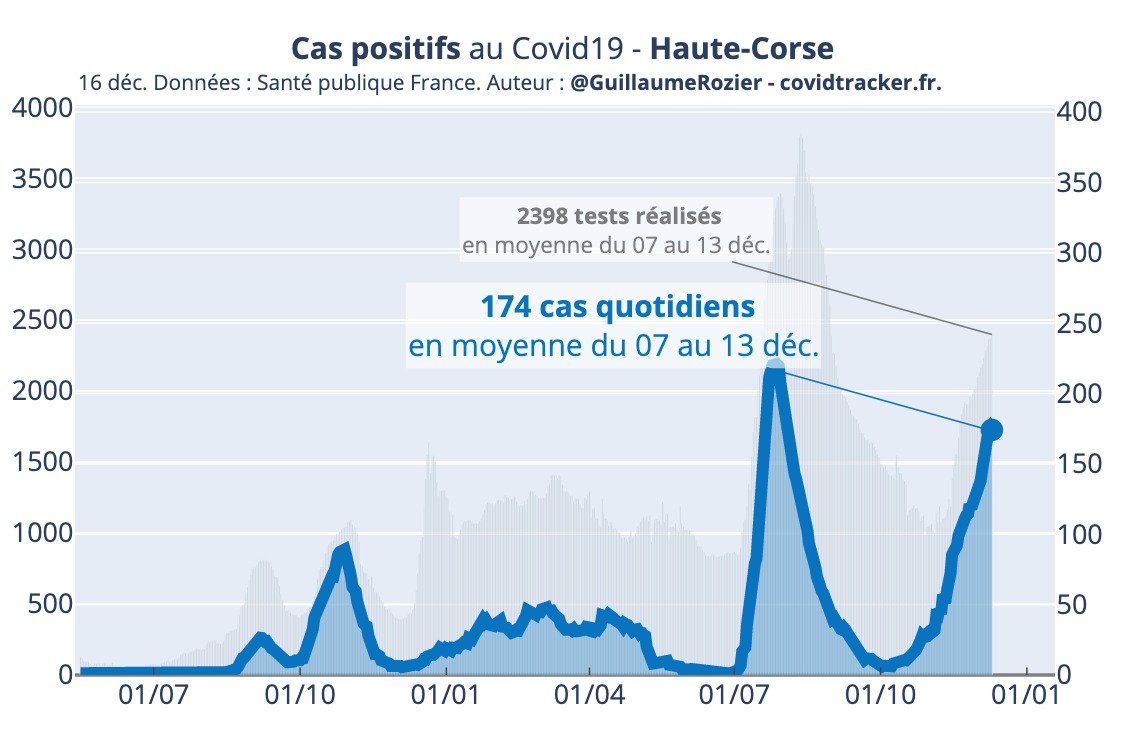 Cas positifs au Covid19 - Haute-Corse
16 déc. Données : Santé publique France. Auteur : @GuillaumeRozier - covidtracker.fr.
4000
3500
3000
2500
2000
1500
1000
500
0
400
350
300
250
200
150
100
50
0
2398 tests réalisés
en moyenne du 07 au 13 déc.
174 cas quotidiens
en moyenne du 07 au 13 déc.
01/07 01/10 01/01 01/04 01/07 01/10 01/01